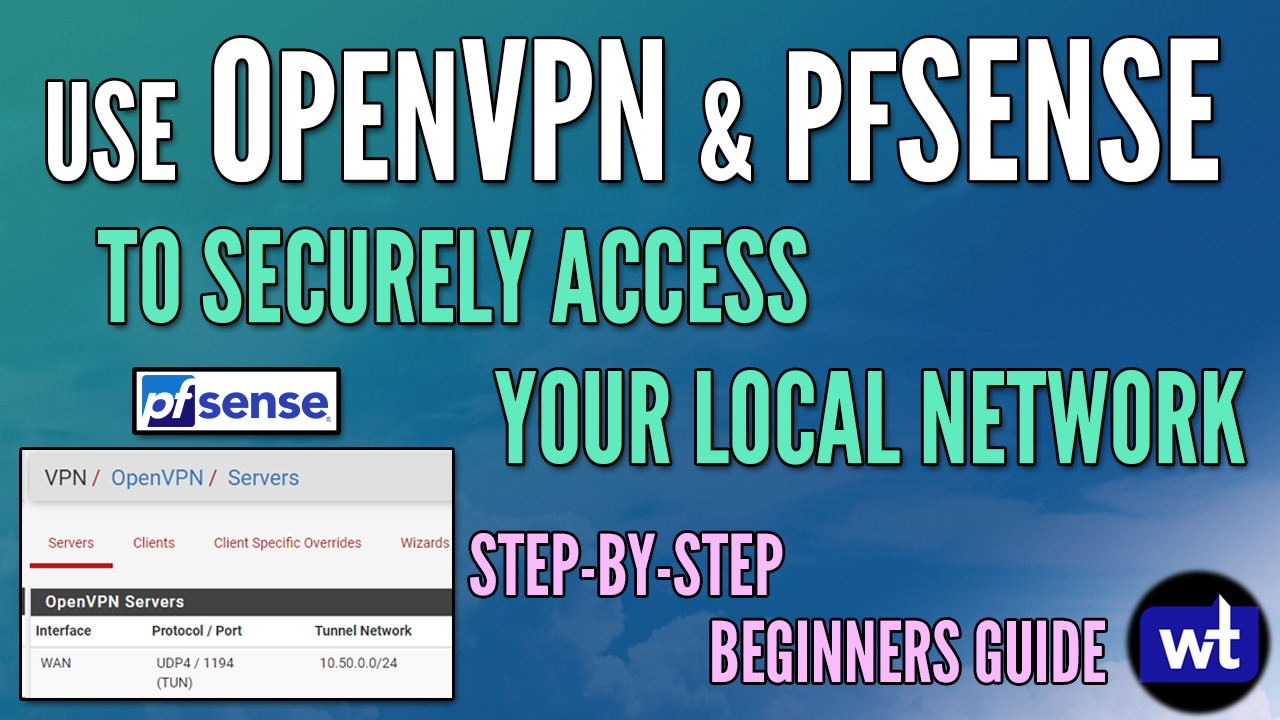 USE OPENVPN & PFSENSE
TO SECURELY ACCESS
YOUR LOCAL NETWORK
pfsense®
VPN / OpenVPN / Servers
Servers Clients Client Specific Overrides Wizards
OpenVPN Servers
Interface Protocol / Port Tunnel Network
WAN UDP4 / 1194 10.50.0.0/24
(TUN)
STEP-BY-STEP
BEGINNERS GUIDE
wt